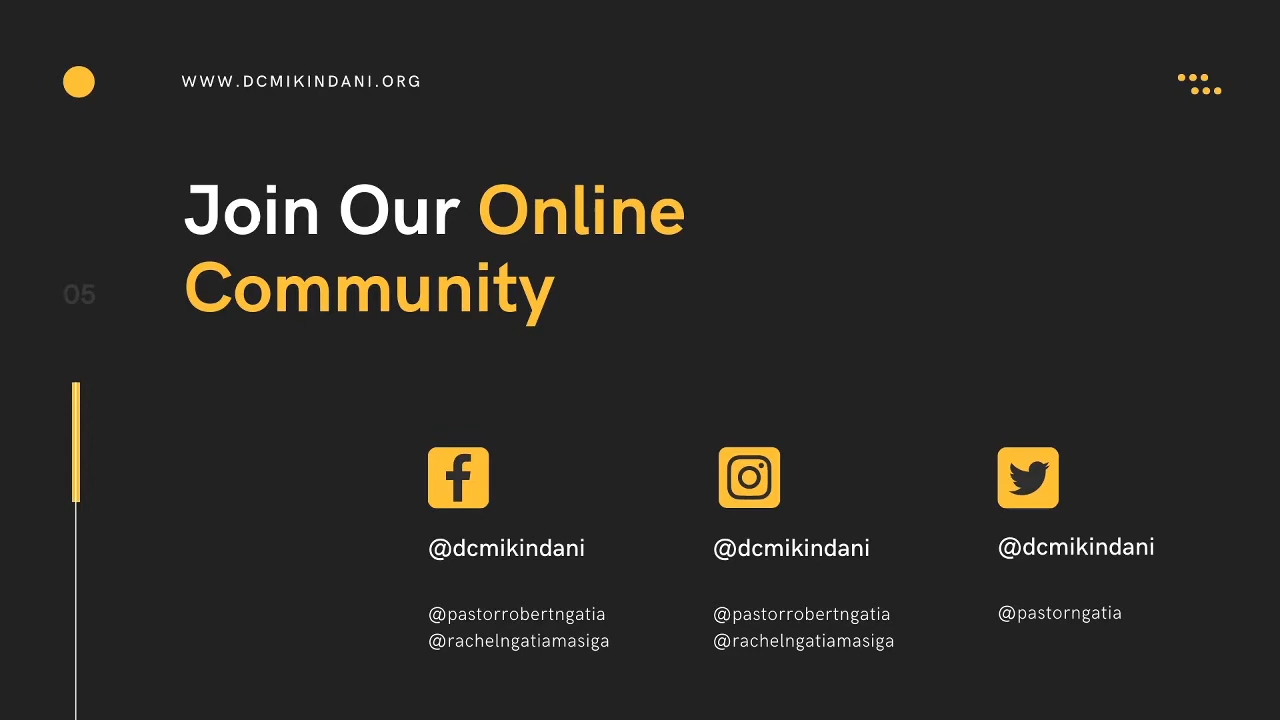 WWW.DCMIKINDANI.ORG
Join Our Online
Community
05
@dcmikindani
@pastorrobertngatia
@rachelngatiamasiga
@dcmikindani
@pastorrobertngatia
@rachelngatiamasiga
@dcmikindani
@pastorngatia